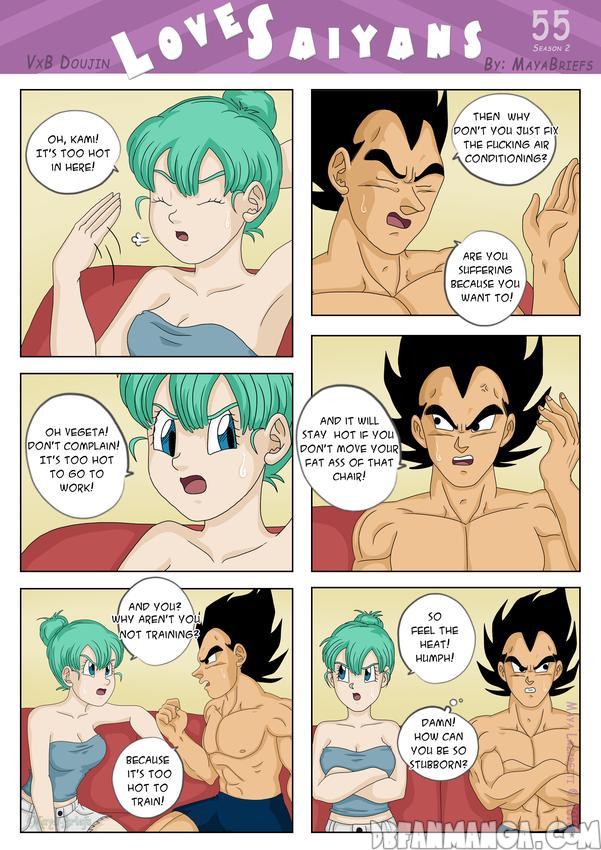 VxB Doujin
Love Saiyans
55
Season 2
By: MayaBriefs
OH, KAMI!
IT'S TOO HOT
IN HERE!
THEN WHY
DON'T YOU JUST FIX
THE FUCKING AIR
CONDITIONING?
ARE YOU
SUFFERING
BECAUSE YOU
WANT TO!
OH VEGETA!
DON'T COMPLAIN!
IT'S TOO HOT
TO GO TO
WORK!
AND IT WILL
STAY HOT IF YOU
DON'T MOVE YOUR
FAT ASS OF THAT
CHAIR!
AND YOU?
WHY AREN'T YOU
NOT TRAINING?
BECAUSE
IT'S TOO
HOT TO
TRAIN!
SO
FEEL THE
HEAT!
HUMPH!
DAMN!
HOW CAN
YOU BE SO
STUBBORN?
MayaBriefs
DBFANMANGA.COM